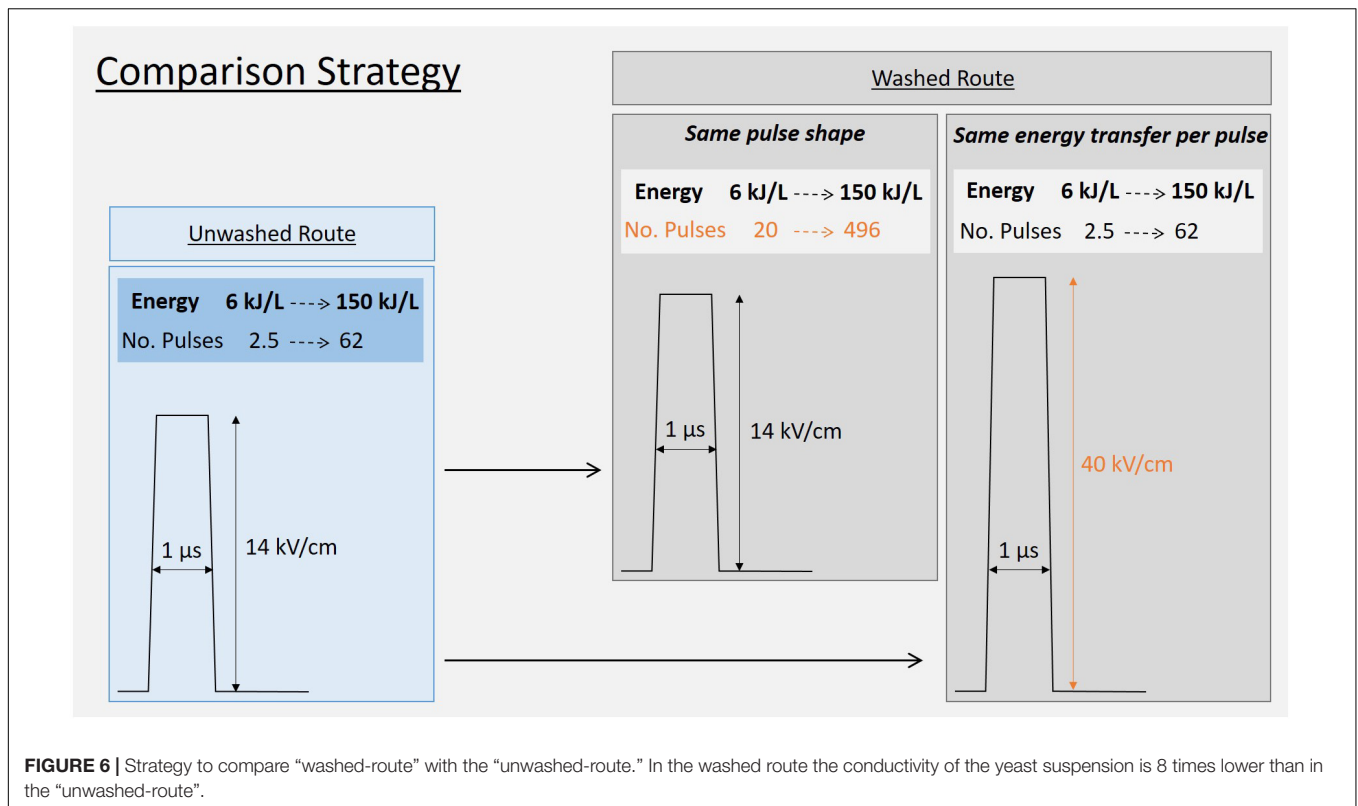 Comparison Strategy
Unwashed Route
Energy 6 kJ/L ----> 150 kJ/L
No. Pulses 2.5 ----> 62
1 µs
14 kV/cm
Washed Route
Same pulse shape
Energy 6 kJ/L ----> 150 kJ/L
No. Pulses 20 ----> 496
1 µs
14 kV/cm
Same energy transfer per pulse
Energy 6 kJ/L ----> 150 kJ/L
No. Pulses 2.5 ----> 62
1 µs
40 kV/cm
FIGURE 6 | Strategy to compare “washed-route” with the “unwashed-route.” In the washed route the conductivity of the yeast suspension is 8 times lower than in
the “unwashed-route”.